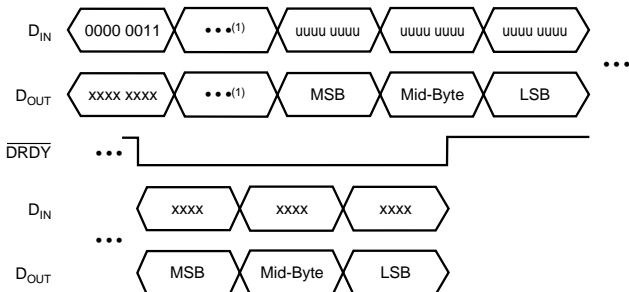 DIN 0000 0011 •••(1) uuuu uuuu uuuu uuuu uuuu uuuu
•••
DOUT xxxx xxxx •••(1) MSB Mid-Byte LSB
DRDY •••
DIN xxxx xxxx xxxx
•••
DOUT MSB Mid-Byte LSB